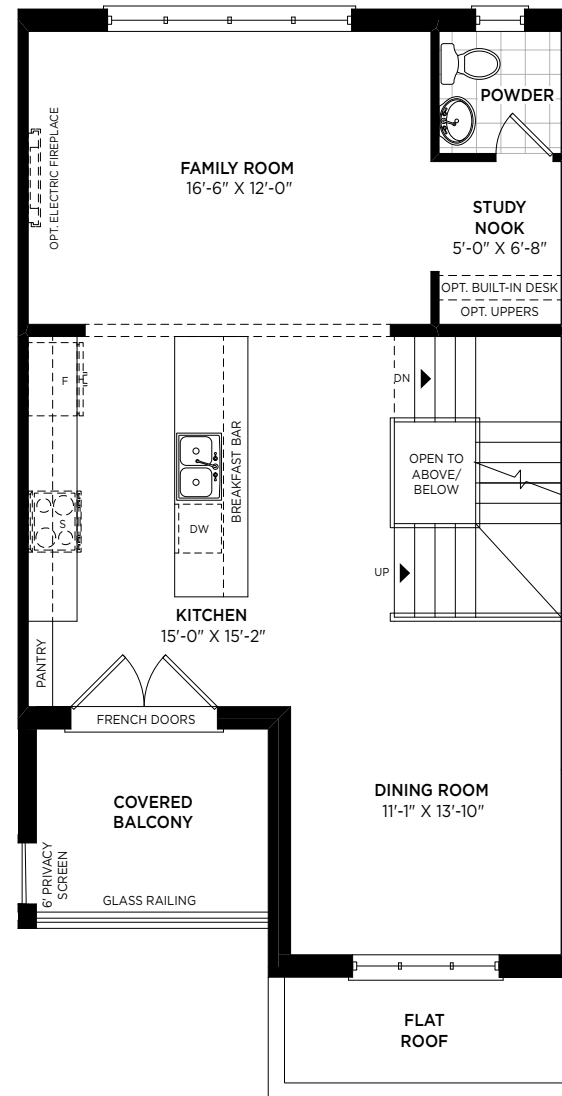 POWDER
OPT. ELECTRIC FIREPLACE
FAMILY ROOM
16'-6" X 12'-0"
STUDY
NOOK
5'-0" X 6'-8"
OPT. BUILT-IN DESK
OPT. UPPERS
F
DN
BREAKFAST BAR
OPEN TO
ABOVE/
BELOW
S
DW
UP
KITCHEN
15'-0" X 15'-2"
PANTRY
FRENCH DOORS
COVERED
BALCONY
DINING ROOM
11'-1" X 13'-10"
6' PRIVACY
SCREEN
GLASS RAILING
FLAT
ROOF